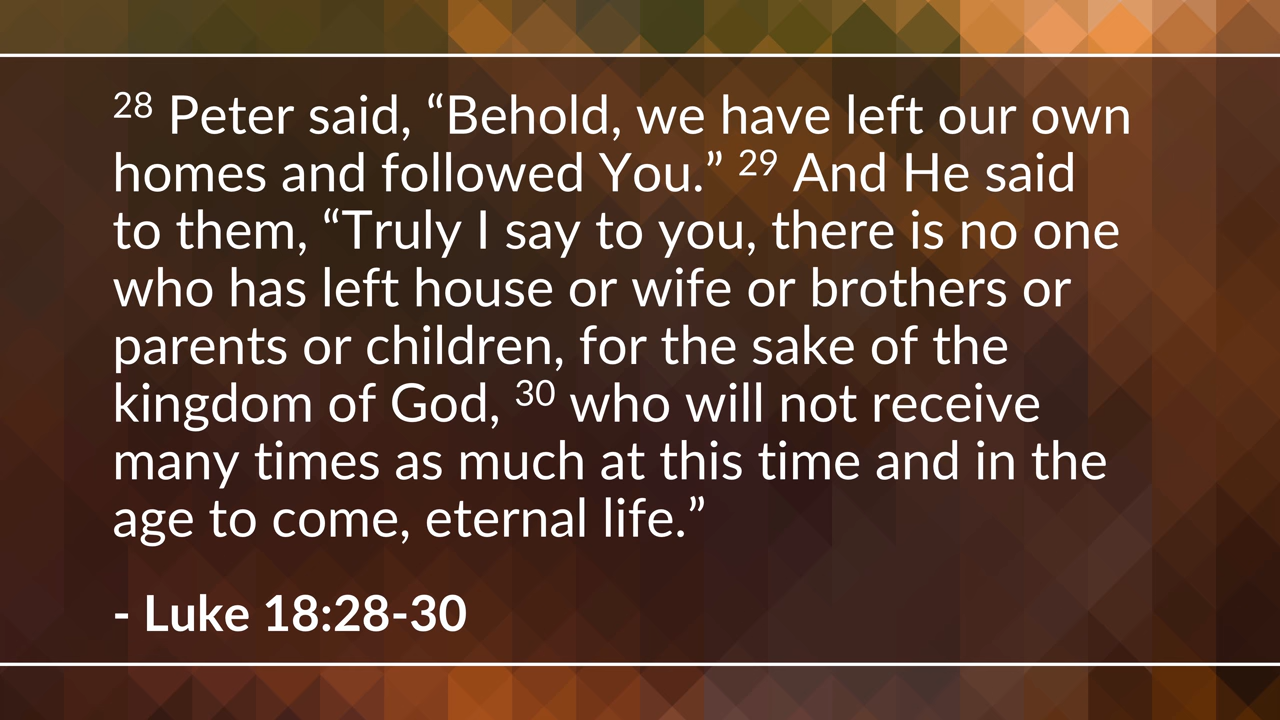 28 Peter said, “Behold, we have left our own
homes and followed You.” 29 And He said
to them, “Truly I say to you, there is no one
who has left house or wife or brothers or
parents or children, for the sake of the
kingdom of God, 30 who will not receive
many times as much at this time and in the
age to come, eternal life.”
- Luke 18:28-30